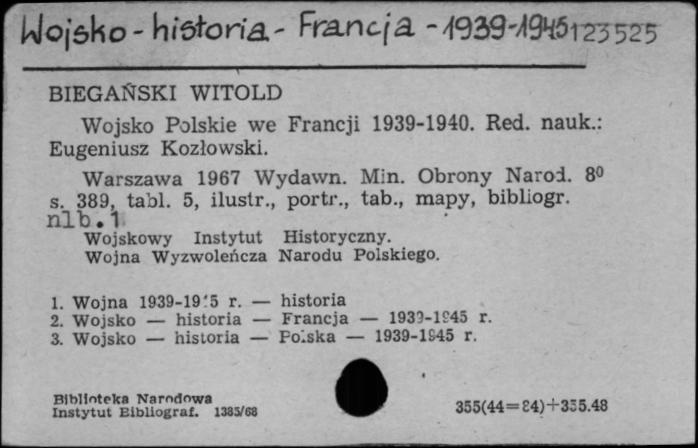 Wojsko - historia - Francja - 1939-1945 123525
BIEGAŃSKI WITOLD
Wojsko Polskie we Francji 1939-1940. Red. nauk.:
Eugeniusz Kozłowski.
Warszawa 1967 Wydawn. Min. Obrony Narod. 8⁰
s. 389, tabl. 5, ilustr., portr., tab., mapy, bibliogr.
nlb. 1
Wojskowy Instytut Historyczny.
Wojna Wyzwoleńcza Narodu Polskiego.
1. Wojna 1939-1945 r. — historia
2. Wojsko — historia — Francja — 1939-1945 r.
3. Wojsko — historia — Polska — 1939-1945 r.
Biblioteka Narodowa
Instytut Bibliograf. 1385/68
355(44=84)+355.48